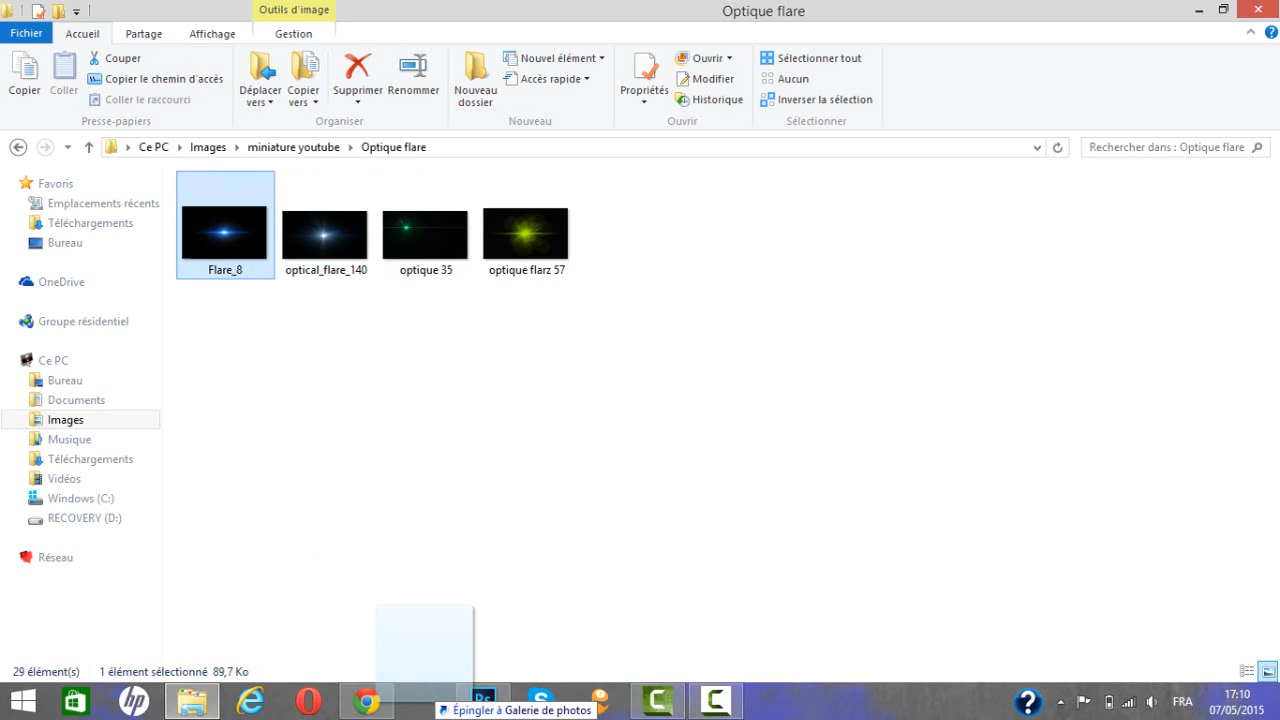 Outils d'image
Optique flare
Fichier
Accueil
Partage
Affichage
Gestion
Copier
Coller
Couper
Copier le chemin d'accès
Coller le raccourci
Presse-papiers
Déplacer vers
Copier vers
Supprimer
Renommer
Organiser
Nouveau dossier
Nouvel élément
Accès rapide
Nouveau
Propriétés
Ouvrir
Modifier
Historique
Ouvrir
Sélectionner tout
Aucun
Inverser la sélection
Sélectionner
Ce PC
Images
miniature youtube
Optique flare
Rechercher dans : Optique flare
Favoris
Emplacements récents
Téléchargements
Bureau
OneDrive
Groupe résidentiel
Ce PC
Bureau
Documents
Images
Musique
Téléchargements
Vidéos
Windows (C:)
RECOVERY (D:)
Réseau
Flare_8
optical_flare_140
optique 35
optique flarz 57
29 élément(s)
1 élément sélectionné 89,7 Ko
hp
Ps
Épingler à Galerie de photos
FRA
17:10
07/05/2015